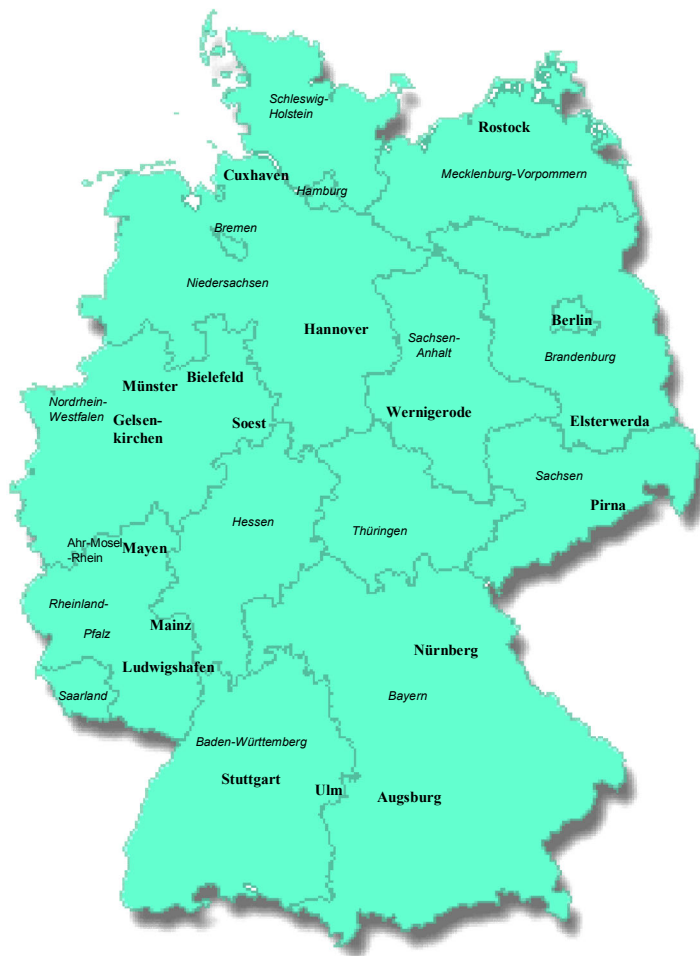 Schleswig-
Holstein
Rostock
Cuxhaven
Hamburg
Mecklenburg-Vorpommern
Bremen
Niedersachsen
Hannover
Berlin
Sachsen-
Anhalt
Brandenburg
Bielefeld
Münster
Nordrhein-
Westfalen
Gelsen-
kirchen
Soest
Wernigerode
Elsterwerda
Sachsen
Pirna
Hessen
Thüringen
Ahr-Mosel
-Rhein
Mayen
Rheinland-
Pfalz
Mainz
Nürnberg
Ludwigshafen
Saarland
Bayern
Baden-Württemberg
Stuttgart
Ulm
Augsburg